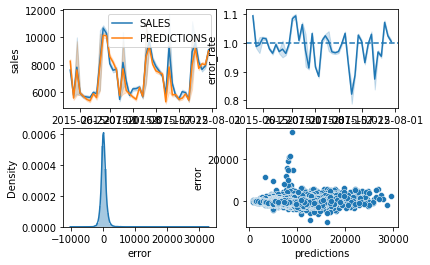 SALES
PREDICTIONS
12000
10000
8000
6000
sales
1.1
1.0
0.9
0.8
error_rate
0.0006
0.0004
0.0002
0.0000
Density
-10000 0 10000 20000 30000
error
20000
0
error
0 10000 20000 30000
predictions